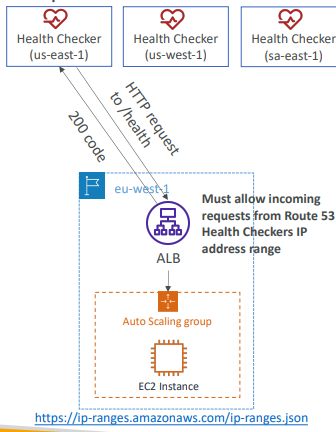 Health Checker
(us-east-1)
Health Checker
(us-west-1)
Health Checker
(sa-east-1)
HTTP request
to /health
200 code
eu-west-1
Must allow incoming
requests from Route 53
Health Checkers IP
address range
ALB
Auto Scaling group
EC2 Instance
https://ip-ranges.amazonaws.com/ip-ranges.json